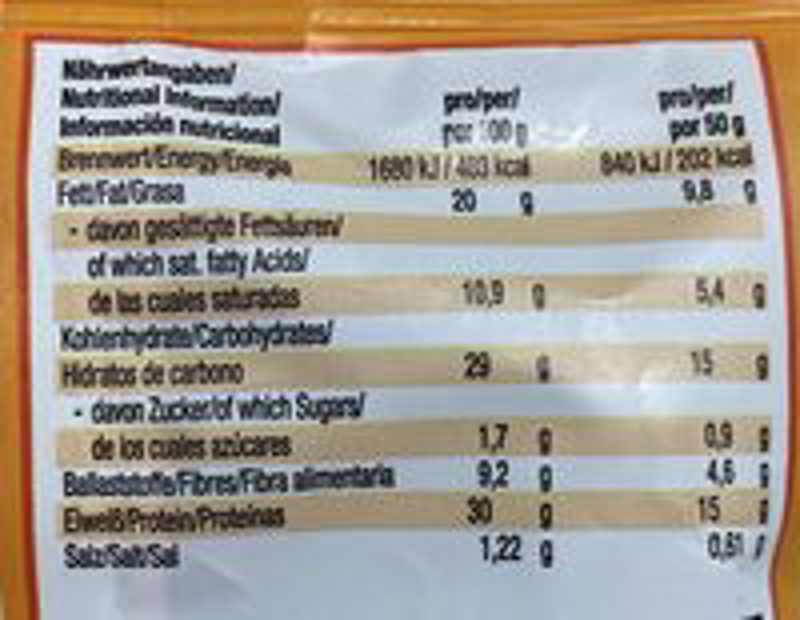 Nährwertangaben/
Nutritional Information/ pro/per/ pro/per/
Información nutricional por 100 g por 50 g
Brennwert/Energy/Energia 1680 kJ / 403 kcal 840 kJ / 202 kcal
Fett/Fat/Grasa 20 g 9,8 g
- davon gesättigte Fettsäuren/
of which sat. fatty Acids/
de las cuales saturadas 10,9 g 5,4 g
Kohlenhydrate/Carbohydrates/
Hidratos de carbono 29 g 15 g
- davon Zucker/of which Sugars/
de los cuales azúcares 1,7 g 0,9 g
Ballaststoffe/Fibres/Fibra alimentaria 9,2 g 4,6 g
Eiweiß/Protein/Proteinas 30 g 15 g
Salz/Salt/Sal 1,22 g 0,61 g